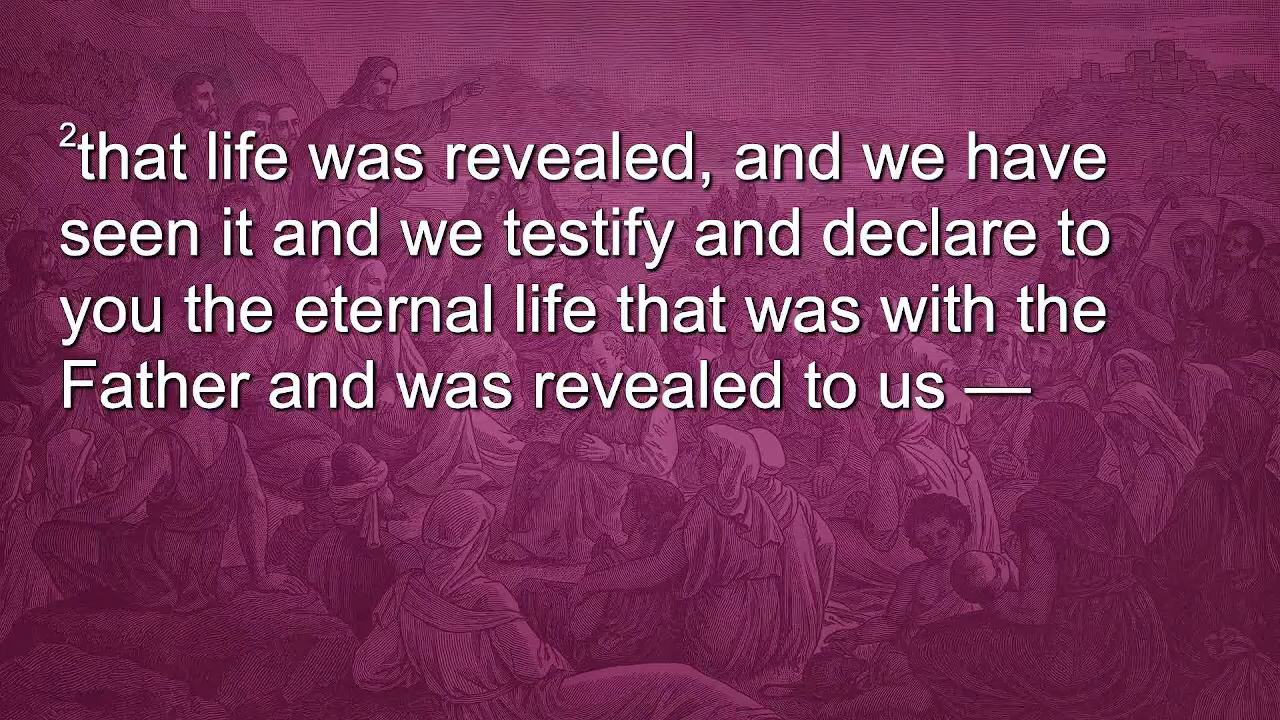 ²that life was revealed, and we have
seen it and we testify and declare to
you the eternal life that was with the
Father and was revealed to us —